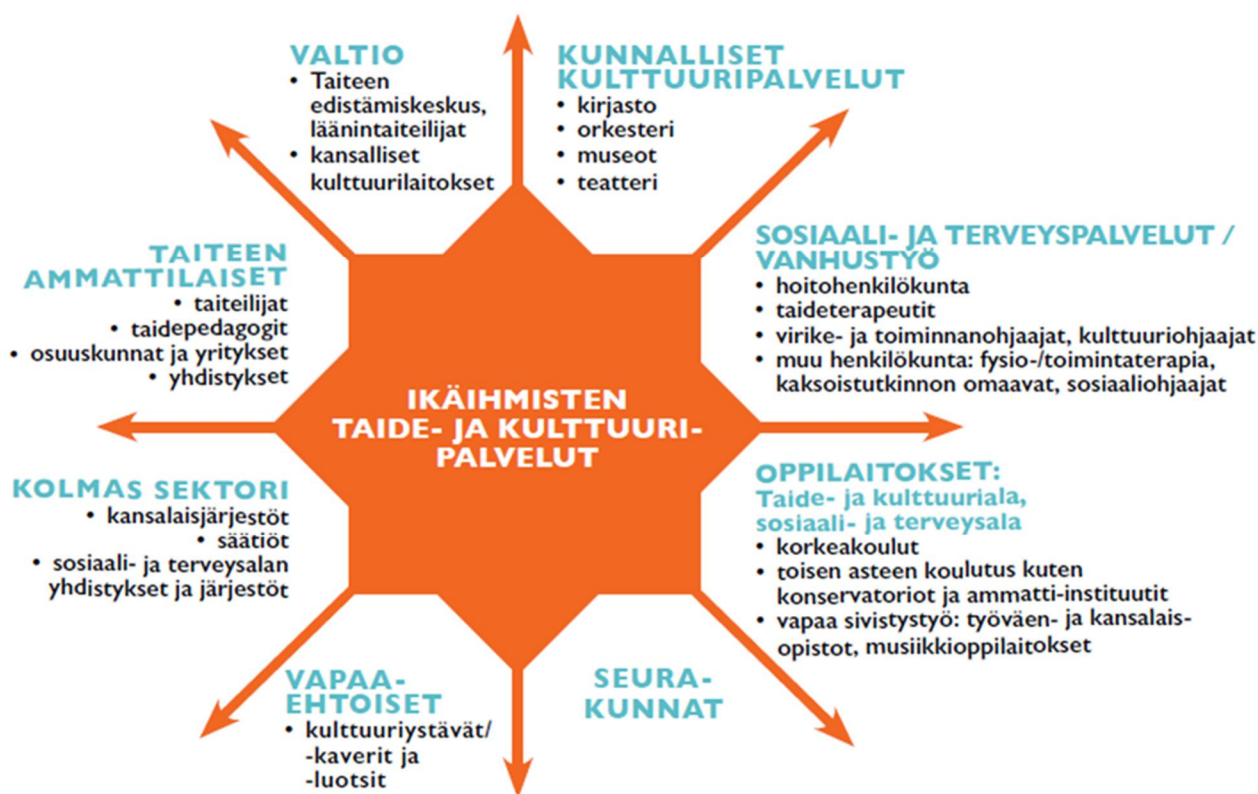 VALTIO
• Taiteen
edistämiskeskus,
läänintaiteilijat
• kansalliset
kulttuurilaitokset
KUNNALLISET
KULTTUURIPALVELUT
• kirjasto
• orkesteri
• museot
• teatteri
SOSIAALI- JA TERVEYSPALVELUT /
VANHUSTYÖ
• hoitohenkilökunta
• taideterapeutit
• virike- ja toiminnanohjaajat, kulttuuriohjaajat
• muu henkilökunta: fysio-/toimintaterapia,
kaksoistutkinnon omaavat, sosiaaliohjaajat
OPPILAITOKSET:
Taide- ja kulttuuriala,
sosiaali- ja terveysala
• korkeakoulut
• toisen asteen koulutus kuten
konservatoriot ja ammatti-instituutit
• vapaa sivistystyö: työväen- ja kansalais-
opistot, musiikkioppilaitokset
SEURA-
KUNNAT
VAPAA-
EHTOISET
• kulttuuriystävät/
-kaverit ja
-luotsit
KOLMAS SEKTORI
• kansalaisjärjestöt
• säätiöt
• sosiaali- ja terveysalan
yhdistykset ja järjestöt
TAITEEN
AMMATTILAISET
• taiteilijat
• taidepedagogit
• osuuskunnat ja yritykset
• yhdistykset
IKÄIHMISTEN
TAIDE- JA KULTTUURI-
PALVELUT